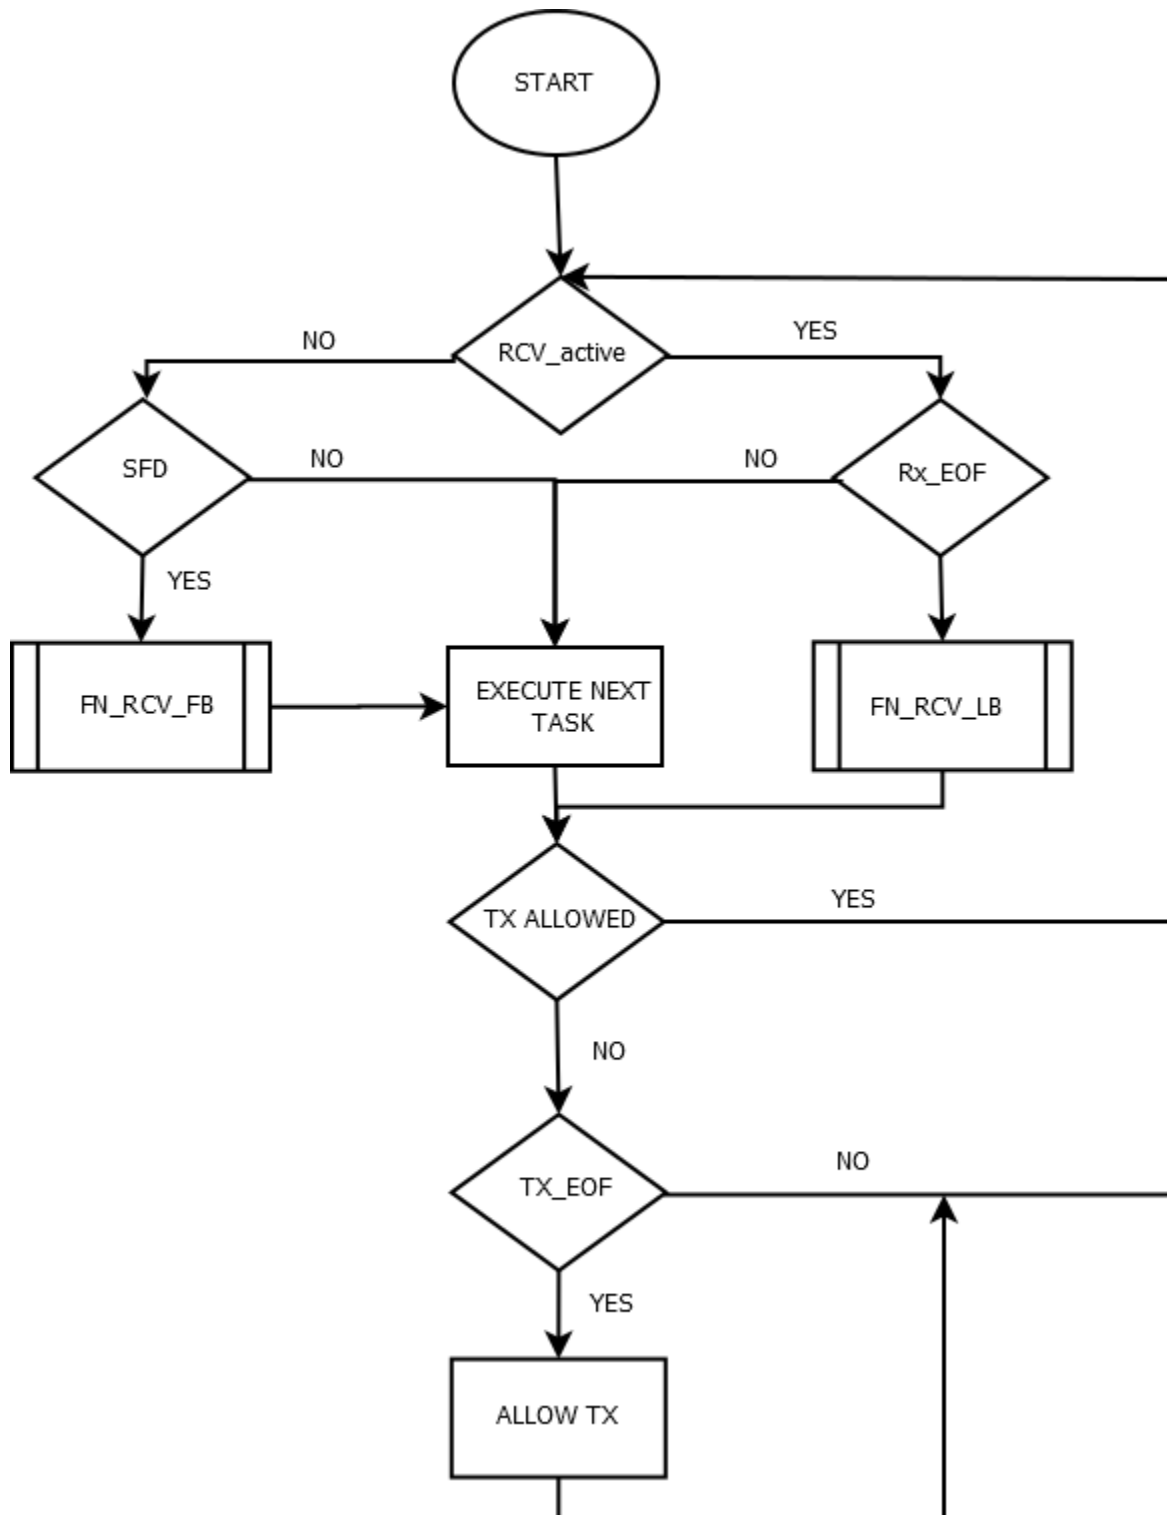 START
NO
YES
RCV_active
SFD
NO
NO
Rx_EOF
YES
FN_RCV_FB
EXECUTE NEXT
TASK
FN_RCV_LB
TX ALLOWED
YES
NO
TX_EOF
NO
YES
ALLOW TX